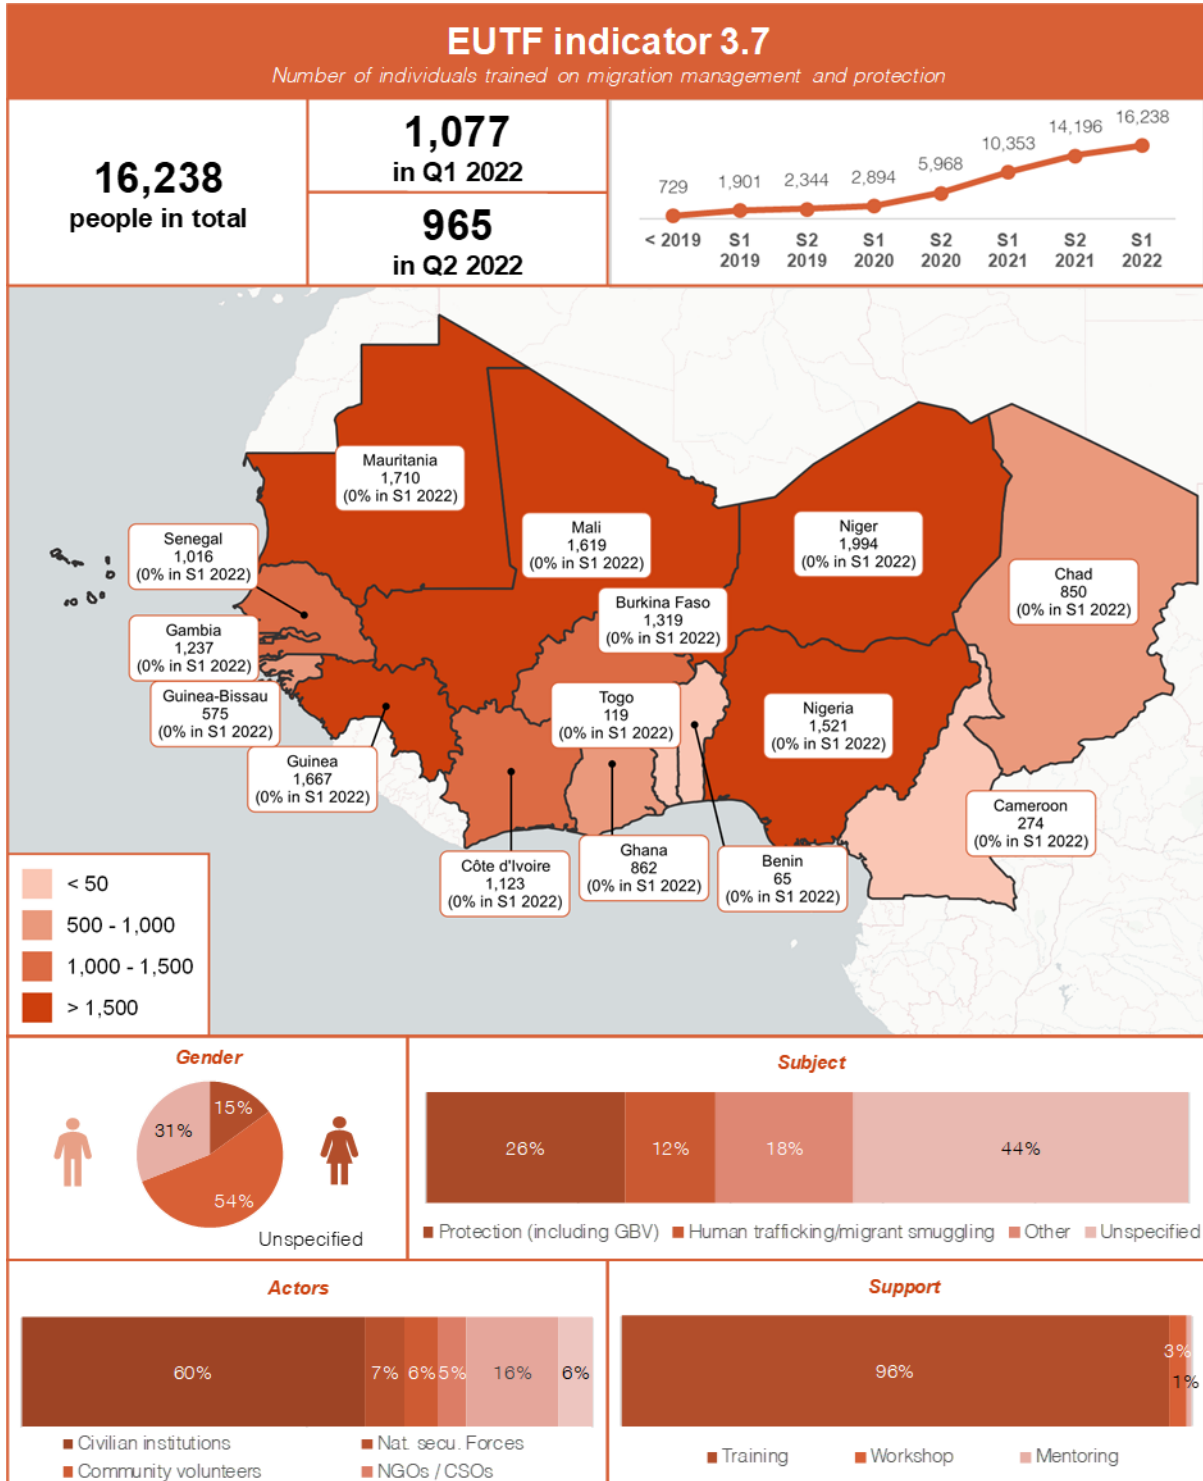 EUTF indicator 3.7
Number of individuals trained on migration management and protection
16,238
people in total
1,077
in Q1 2022
965
in Q2 2022
729
1,901
2,344
2,894
5,968
10,353
14,196
16,238
< 2019
S1
2019
S2
2019
S1
2020
S2
2020
S1
2021
S2
2021
S1
2022
Mauritania
1,710
(0% in S1 2022)
Mali
1,619
(0% in S1 2022)
Niger
1,994
(0% in S1 2022)
Senegal
1,016
(0% in S1 2022)
Chad
850
(0% in S1 2022)
Burkina Faso
1,319
(0% in S1 2022)
Gambia
1,237
(0% in S1 2022)
Guinea-Bissau
575
(0% in S1 2022)
Togo
119
(0% in S1 2022)
Nigeria
1,521
(0% in S1 2022)
Guinea
1,667
(0% in S1 2022)
Cameroon
274
(0% in S1 2022)
Côte d'Ivoire
1,123
(0% in S1 2022)
Ghana
862
(0% in S1 2022)
Benin
65
(0% in S1 2022)
< 50
500 - 1,000
1,000 - 1,500
> 1,500
Gender
15%
31%
54%
Unspecified
Subject
26%
12%
18%
44%
Protection (including GBV)
Human trafficking/migrant smuggling
Other
Unspecified
Actors
60%
7%
6%
5%
16%
6%
Civilian institutions
Nat. secu. Forces
Community volunteers
NGOs / CSOs
Support
96%
3%
1%
Training
Workshop
Mentoring